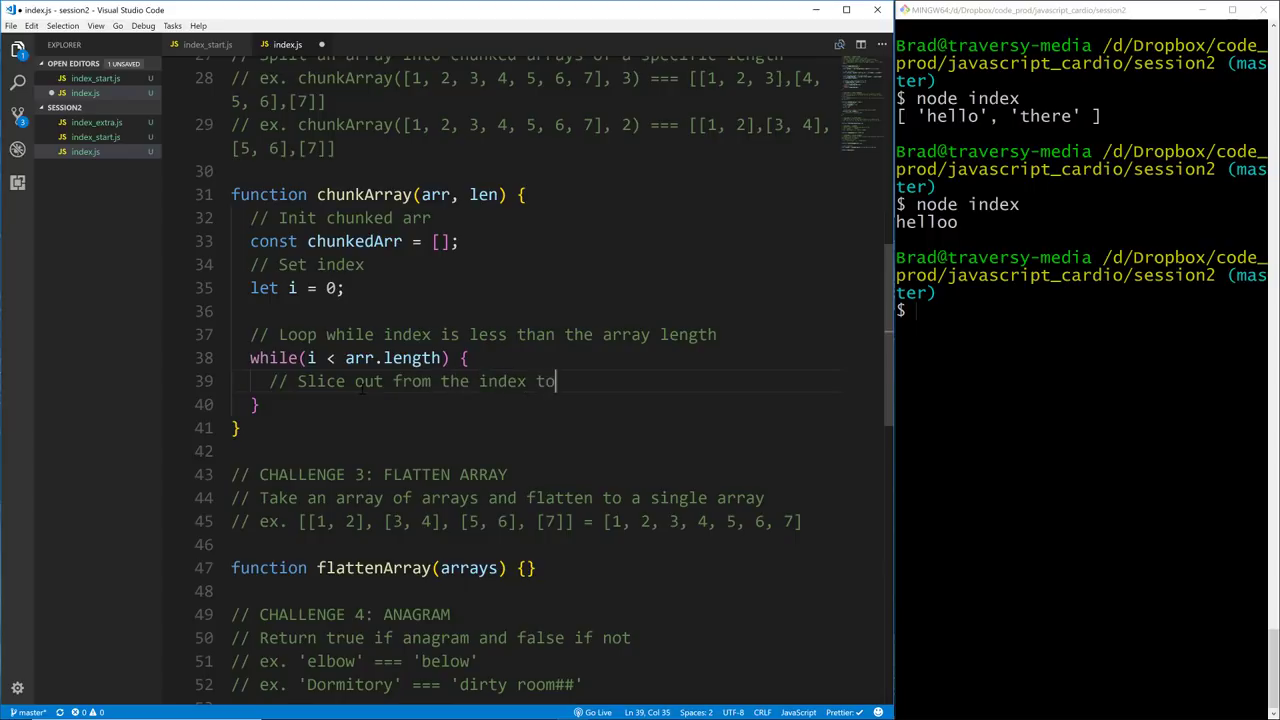 index.js - session2 - Visual Studio Code
File Edit Selection View Go Debug Tasks Help
EXPLORER
OPEN EDITORS 1 UNSAVED
index_start.js U
index.js U
SESSION2
index_extra.js U
index_start.js U
index.js U
index_start.js
index.js
27 // Split an array into chunked arrays of a specific length
28 // ex. chunkArray([1, 2, 3, 4, 5, 6, 7], 3) === [[1, 2, 3],[4,
5, 6],[7]]
29 // ex. chunkArray([1, 2, 3, 4, 5, 6, 7], 2) === [[1, 2],[3, 4],
[5, 6],[7]]
30
31 function chunkArray(arr, len) {
32 // Init chunked arr
33 const chunkedArr = [];
34 // Set index
35 let i = 0;
36
37 // Loop while index is less than the array length
38 while(i < arr.length) {
39 // Slice out from the index to
40 }
41 }
42
43 // CHALLENGE 3: FLATTEN ARRAY
44 // Take an array of arrays and flatten to a single array
45 // ex. [[1, 2], [3, 4], [5, 6], [7]] = [1, 2, 3, 4, 5, 6, 7]
46
47 function flattenArray(arrays) {}
48
49 // CHALLENGE 4: ANAGRAM
50 // Return true if anagram and false if not
51 // ex. 'elbow' === 'below'
52 // ex. 'Dormitory' === 'dirty room##'
master* 0 0
Go Live Ln 39, Col 35 Spaces: 2 UTF-8 CRLF JavaScript Prettier: ✓
MINGW64:/d/Dropbox/code_prod/javascript_cardio/session2
Brad@traversy-media /d/Dropbox/code_
prod/javascript_cardio/session2 (mas
ter)
$ node index
[ 'hello', 'there' ]
Brad@traversy-media /d/Dropbox/code_
prod/javascript_cardio/session2 (mas
ter)
$ node index
helloo
Brad@traversy-media /d/Dropbox/code_
prod/javascript_cardio/session2 (mas
ter)
$